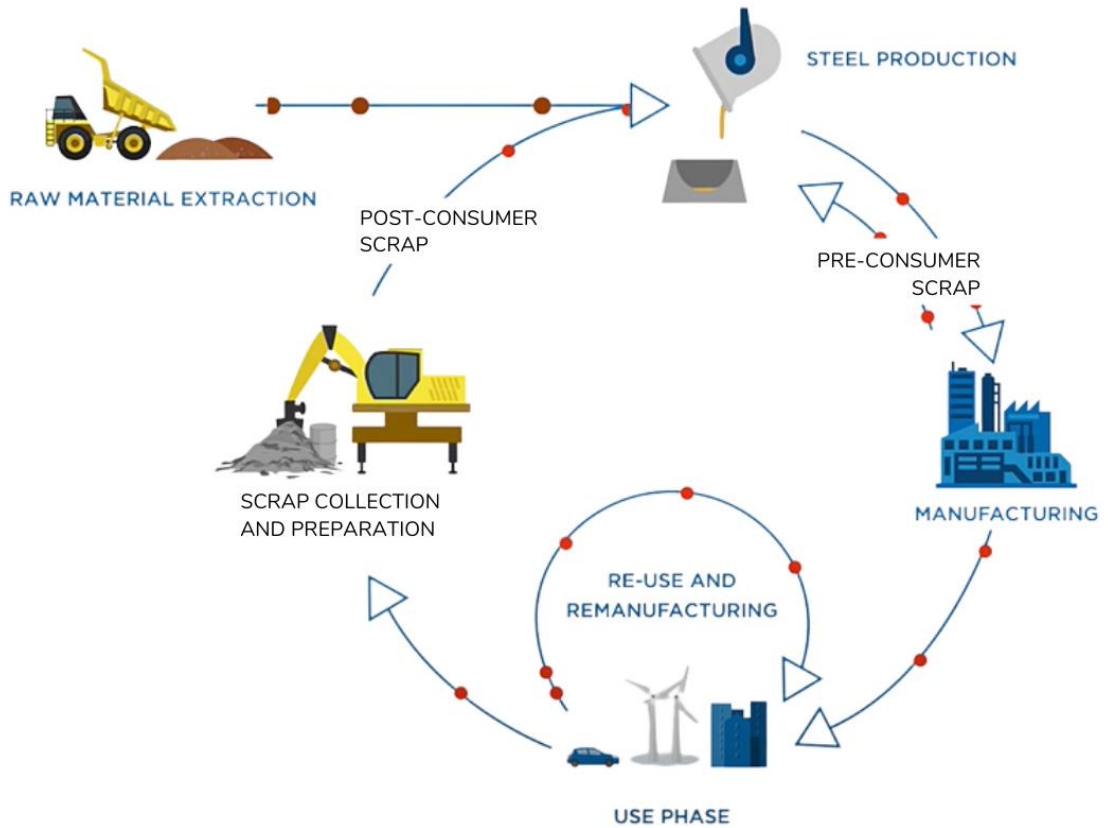 STEEL PRODUCTION
RAW MATERIAL EXTRACTION
POST-CONSUMER
SCRAP
PRE-CONSUMER
SCRAP
SCRAP COLLECTION
AND PREPARATION
MANUFACTURING
RE-USE AND
REMANUFACTURING
USE PHASE